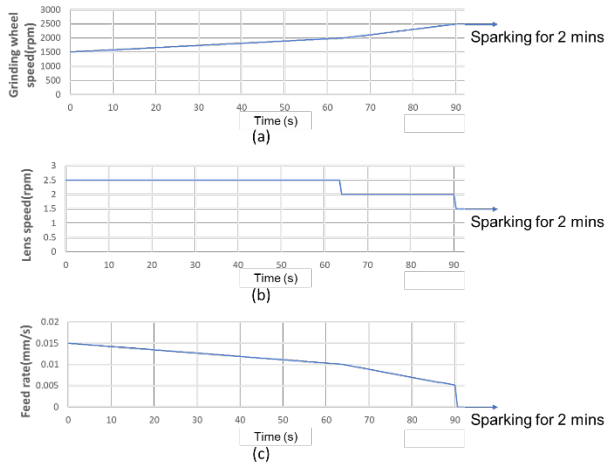 Grinding wheel
speed(rpm)
3000
2500
2000
1500
1000
500
0
0 10 20 30 40 50 60 70 80 90
Sparking for 2 mins
Time (s)
(a)
Lens speed(rpm)
3
2.5
2
1.5
1
0.5
0
0 10 20 30 40 50 60 70 80 90
Sparking for 2 mins
Time (s)
(b)
Feed rate(mm/s)
0.02
0.015
0.01
0.005
0
0 10 20 30 40 50 60 70 80 90
Sparking for 2 mins
Time (s)
(c)